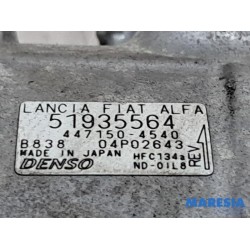 LANCIA FIAT ALFA
51935564
447150-4540
B838 04P02643
MADE IN JAPAN HFC134a
DENSO ND-OIL8
REV
MARESIA